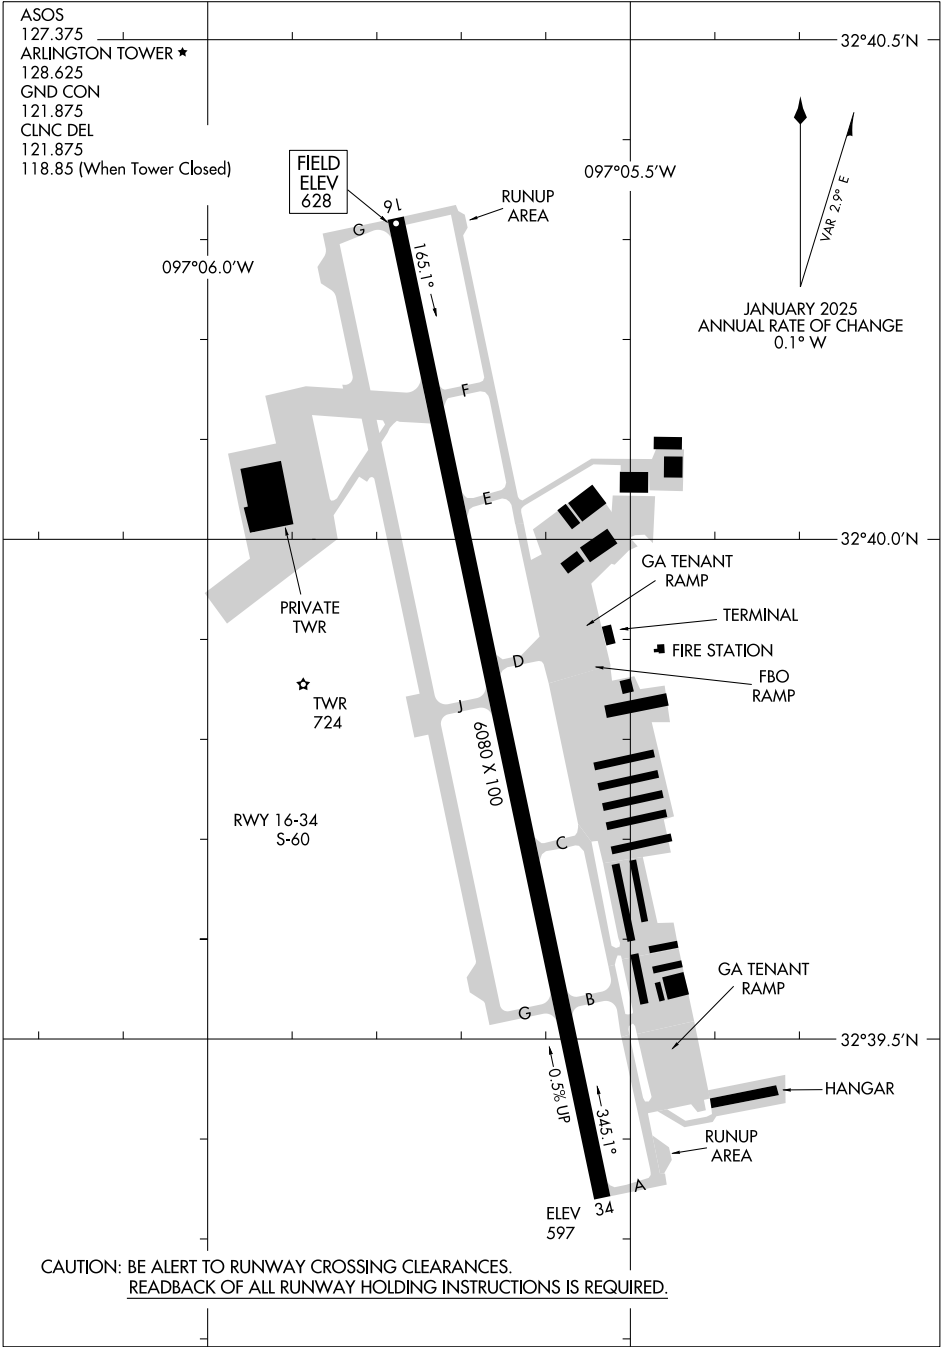 ASOS
127.375
ARLINGTON TOWER ★
128.625
GND CON
121.875
CLNC DEL
121.875
118.85 (When Tower Closed)
32°40.5'N
097°05.5'W
VAR 2.9° E
FIELD
ELEV
628
16
RUNUP
AREA
G
165.1°
097°06.0'W
JANUARY 2025
ANNUAL RATE OF CHANGE
0.1° W
F
E
32°40.0'N
GA TENANT
RAMP
PRIVATE
TWR
TERMINAL
FIRE STATION
D
FBO
RAMP
TWR
724
J
6080 X 100
RWY 16-34
S-60
C
GA TENANT
RAMP
B
G
32°39.5'N
0.5% UP
345.1°
HANGAR
RUNUP
AREA
A
ELEV
597
34
CAUTION: BE ALERT TO RUNWAY CROSSING CLEARANCES.
READBACK OF ALL RUNWAY HOLDING INSTRUCTIONS IS REQUIRED.